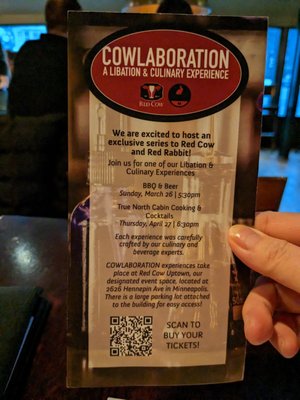 COWLABORATION
A LIBATION & CULINARY EXPERIENCE
RED COW
We are excited to host an
exclusive series to Red Cow
and Red Rabbit!
Join us for one of our Libation &
Culinary Experiences
BBQ & Beer
Sunday, March 26 | 5:30pm
True North Cabin Cooking &
Cocktails
Thursday, April 27 | 6:30pm
Each experience was carefully
crafted by our culinary and
beverage experts.
COWLABORATION experiences take
place at Red Cow Uptown, our
designated event space, located at
2626 Hennepin Ave in Minneapolis.
There is a large parking lot attached
to the building for easy access!
SCAN TO
BUY YOUR
TICKETS!